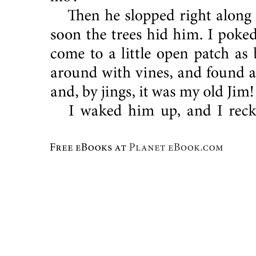 Then he slopped right along
soon the trees hid him. I poked
come to a little open patch as
around with vines, and found a
and, by jings, it was my old Jim!
I waked him up, and I reck
Free eBooks at Planet eBook.com